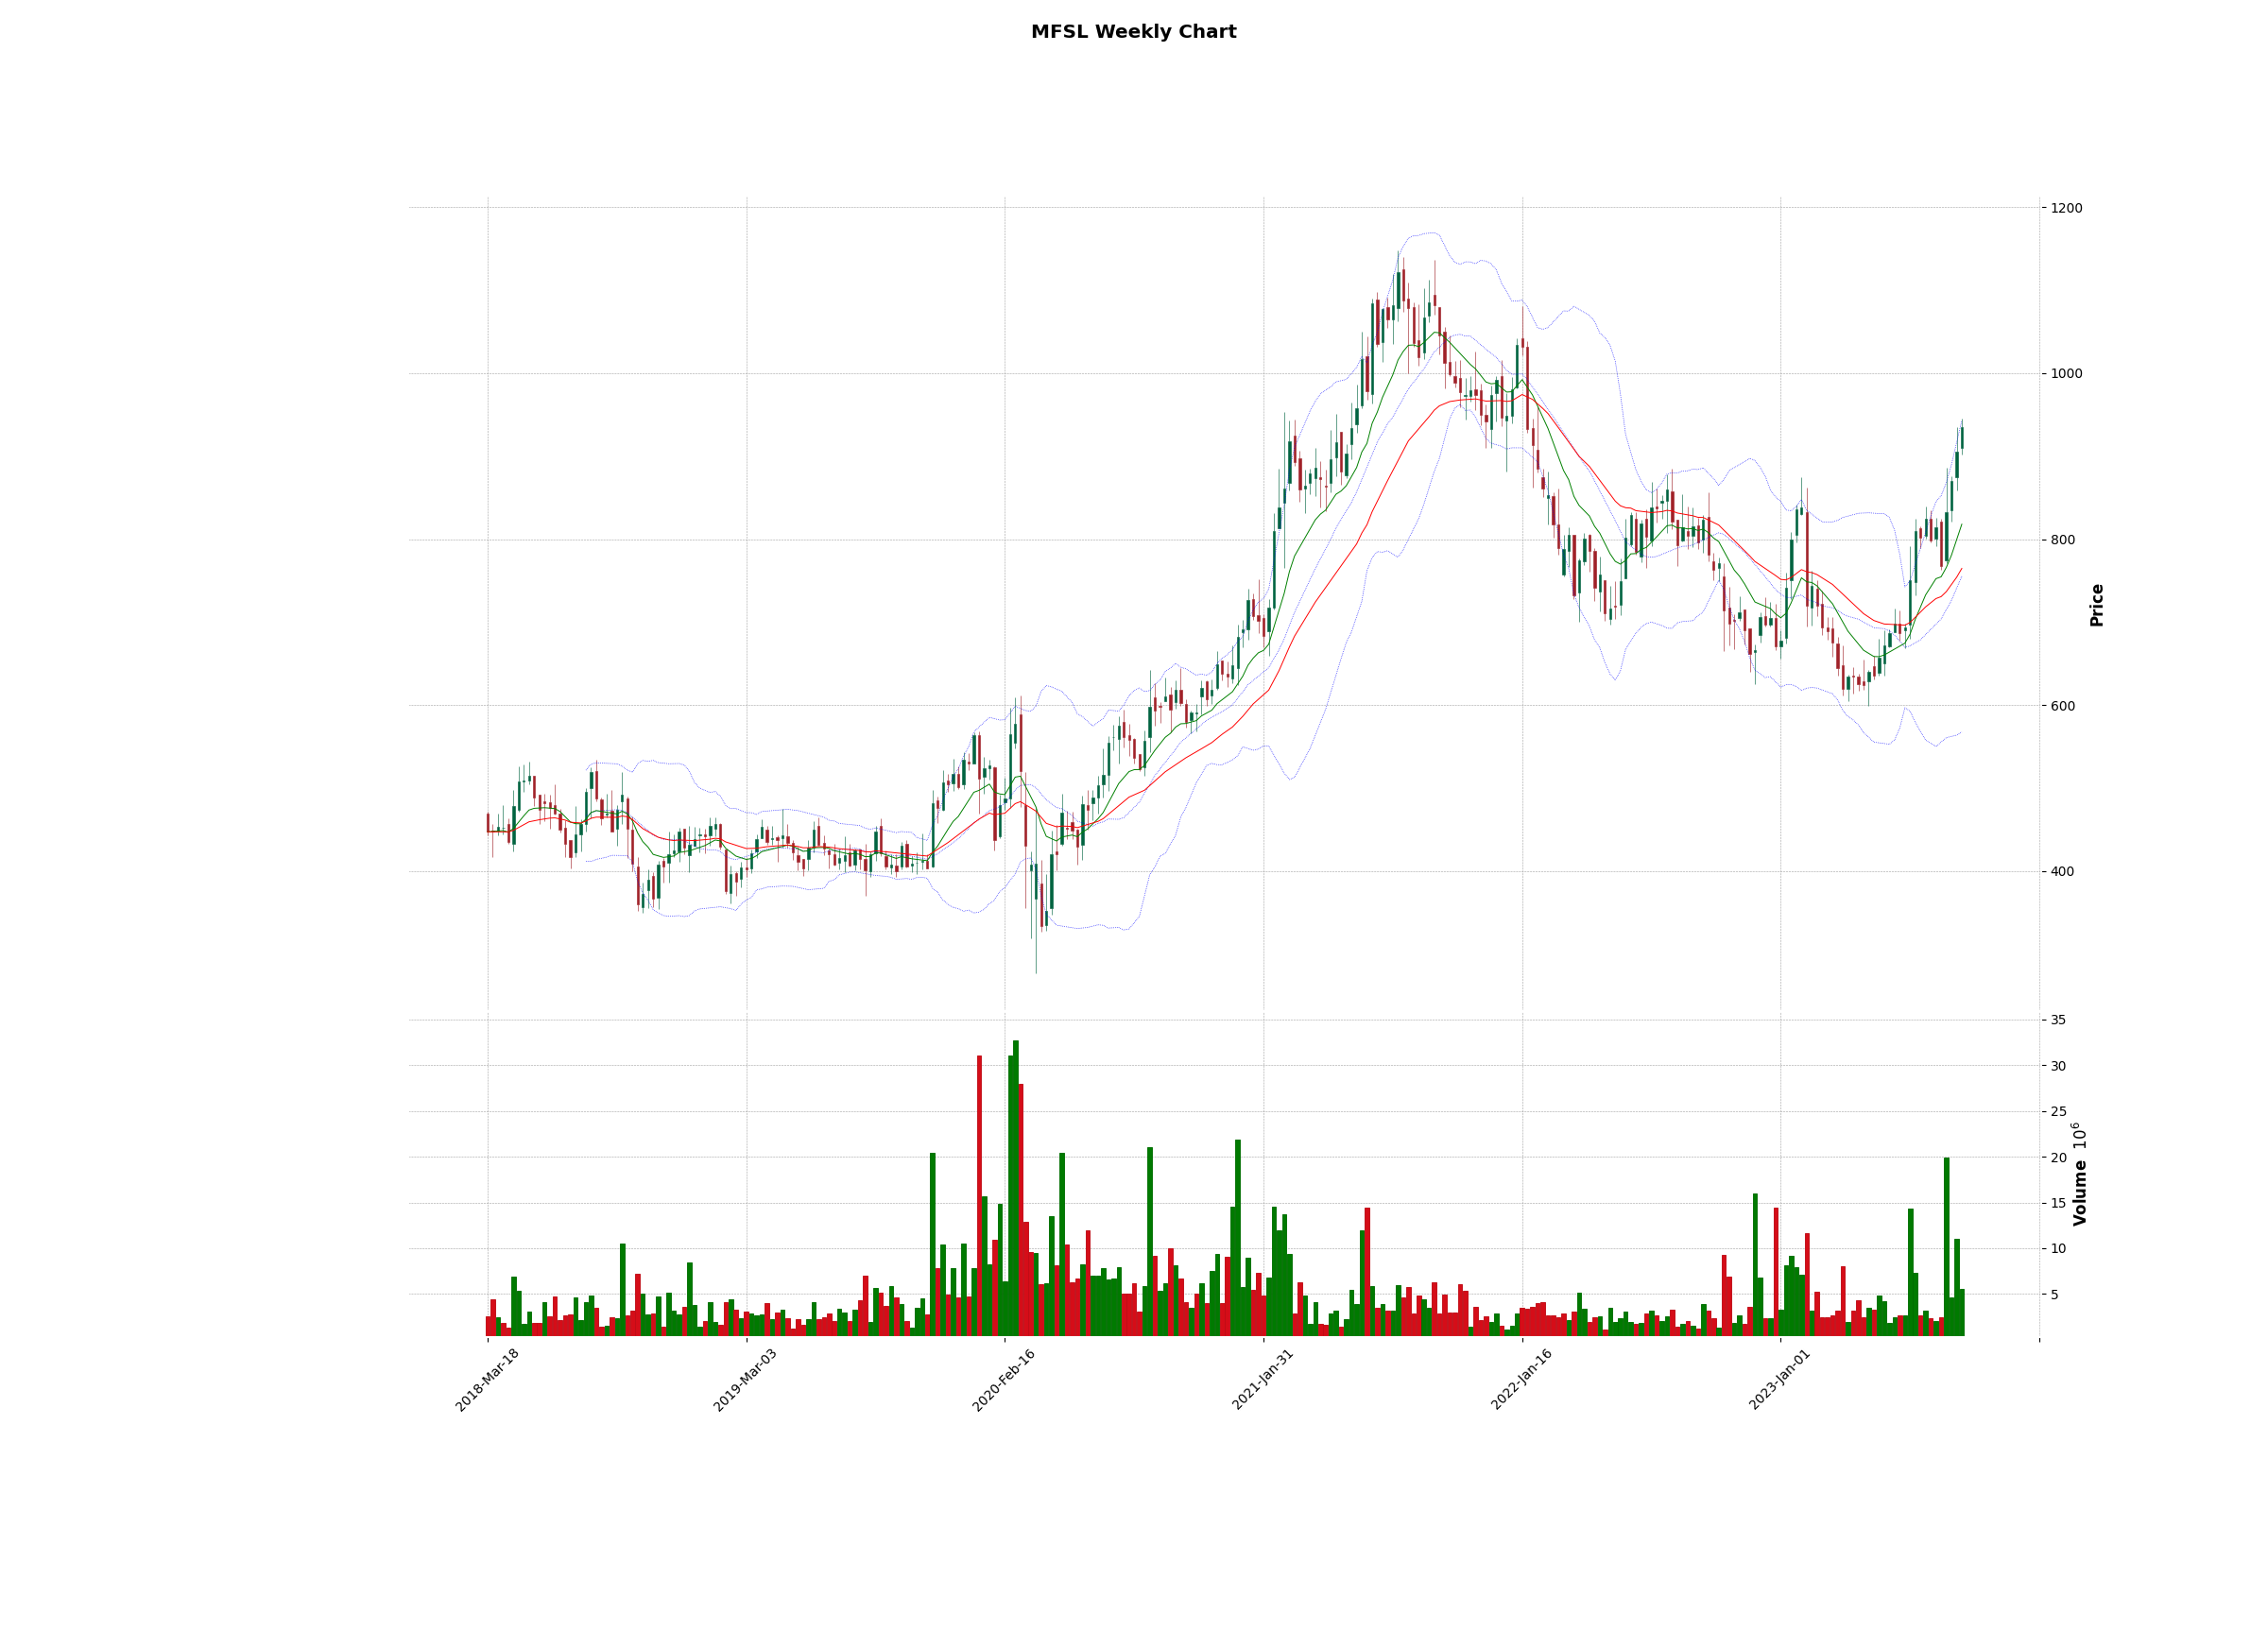 MFSL Weekly Chart
1200
1000
800
600
400
Price
35
30
25
20
15
10
5
Volume 10^6
2018-Mar-18
2019-Mar-03
2020-Feb-16
2021-Jan-31
2022-Jan-16
2023-Jan-01